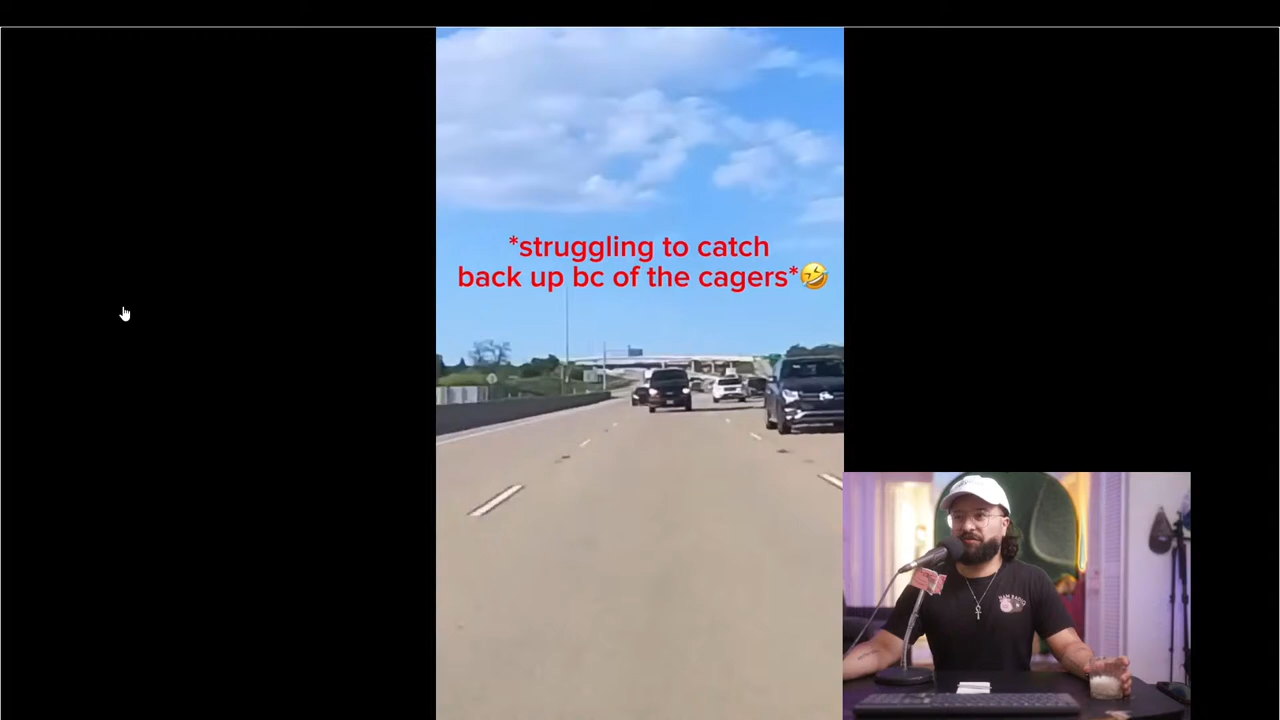 *struggling to catch
back up bc of the cagers*🤣